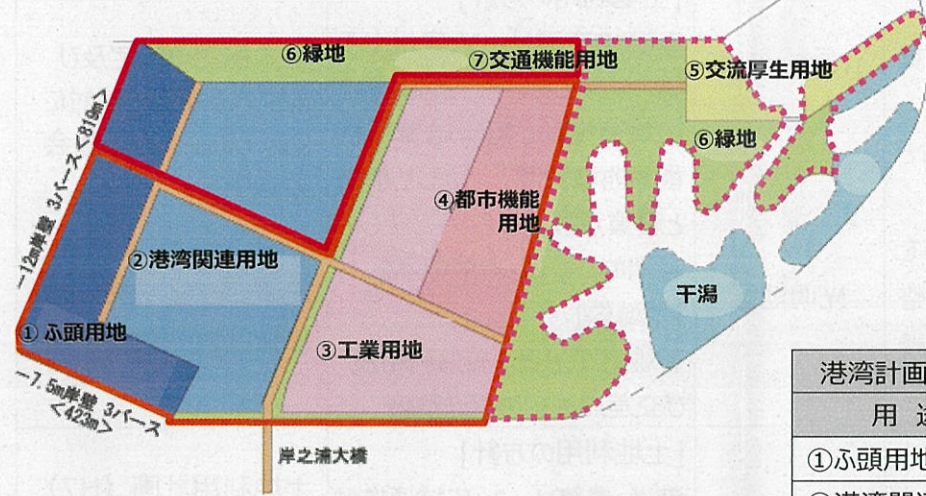 ⑥緑地
⑦交通機能用地
⑤交流厚生用地
⑥緑地
④都市機能
用地
②港湾関連用地
干潟
①ふ頭用地
③工業用地
−12m岸壁 3バース<819m>
−7.5m岸壁 3バース
<423m>
岸之浦大橋
港湾計画
用 途
①ふ頭用地